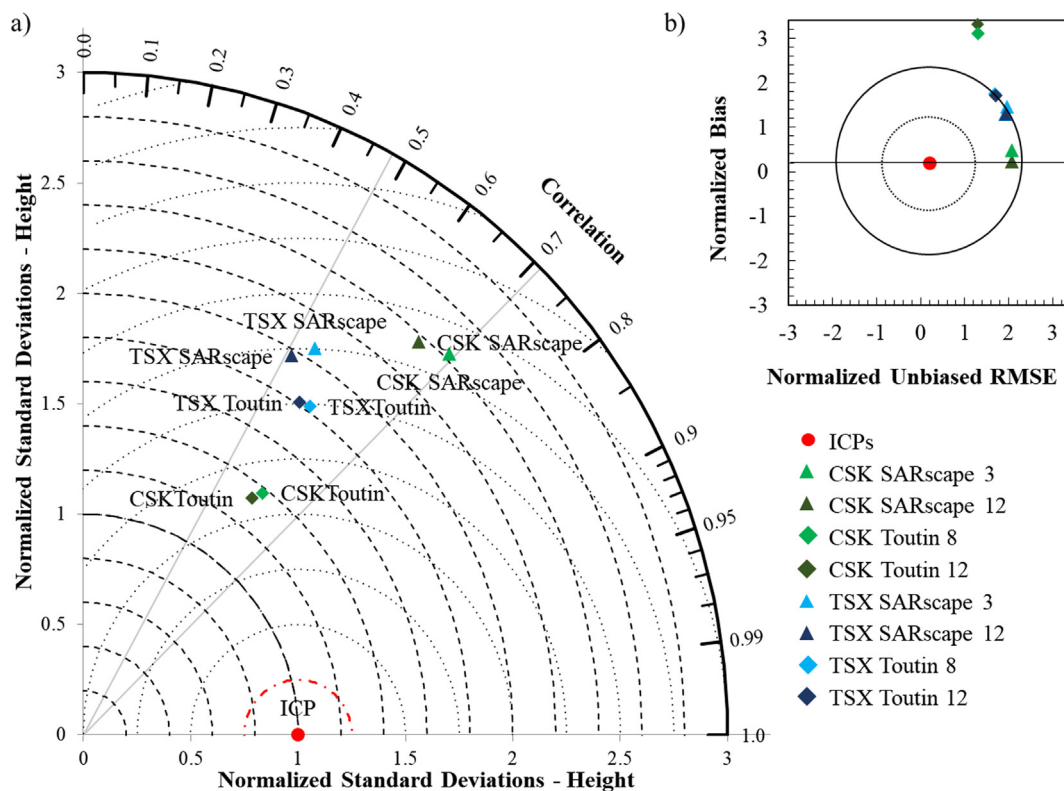 a)
0.0
0.1
0.2
0.3
0.4
0.5
0.6
0.7
0.8
0.9
0.95
0.99
1.0
Correlation
3
2.5
2
1.5
1
0.5
0
Normalized Standard Deviations - Height
TSX SARscape
TSX SARscape
CSK SARscape
CSK SARscape
TSX Toutin
TSXToutin
CSKToutin
CSKToutin
ICP
0
0.5
1
1.5
2
2.5
3
Normalized Standard Deviations - Height
b)
3
2
1
0
-1
-2
-3
Normalized Bias
-3
-2
-1
0
1
2
3
Normalized Unbiased RMSE
ICPs
CSK SARscape 3
CSK SARscape 12
CSK Toutin 8
CSK Toutin 12
TSX SARscape 3
TSX SARscape 12
TSX Toutin 8
TSX Toutin 12